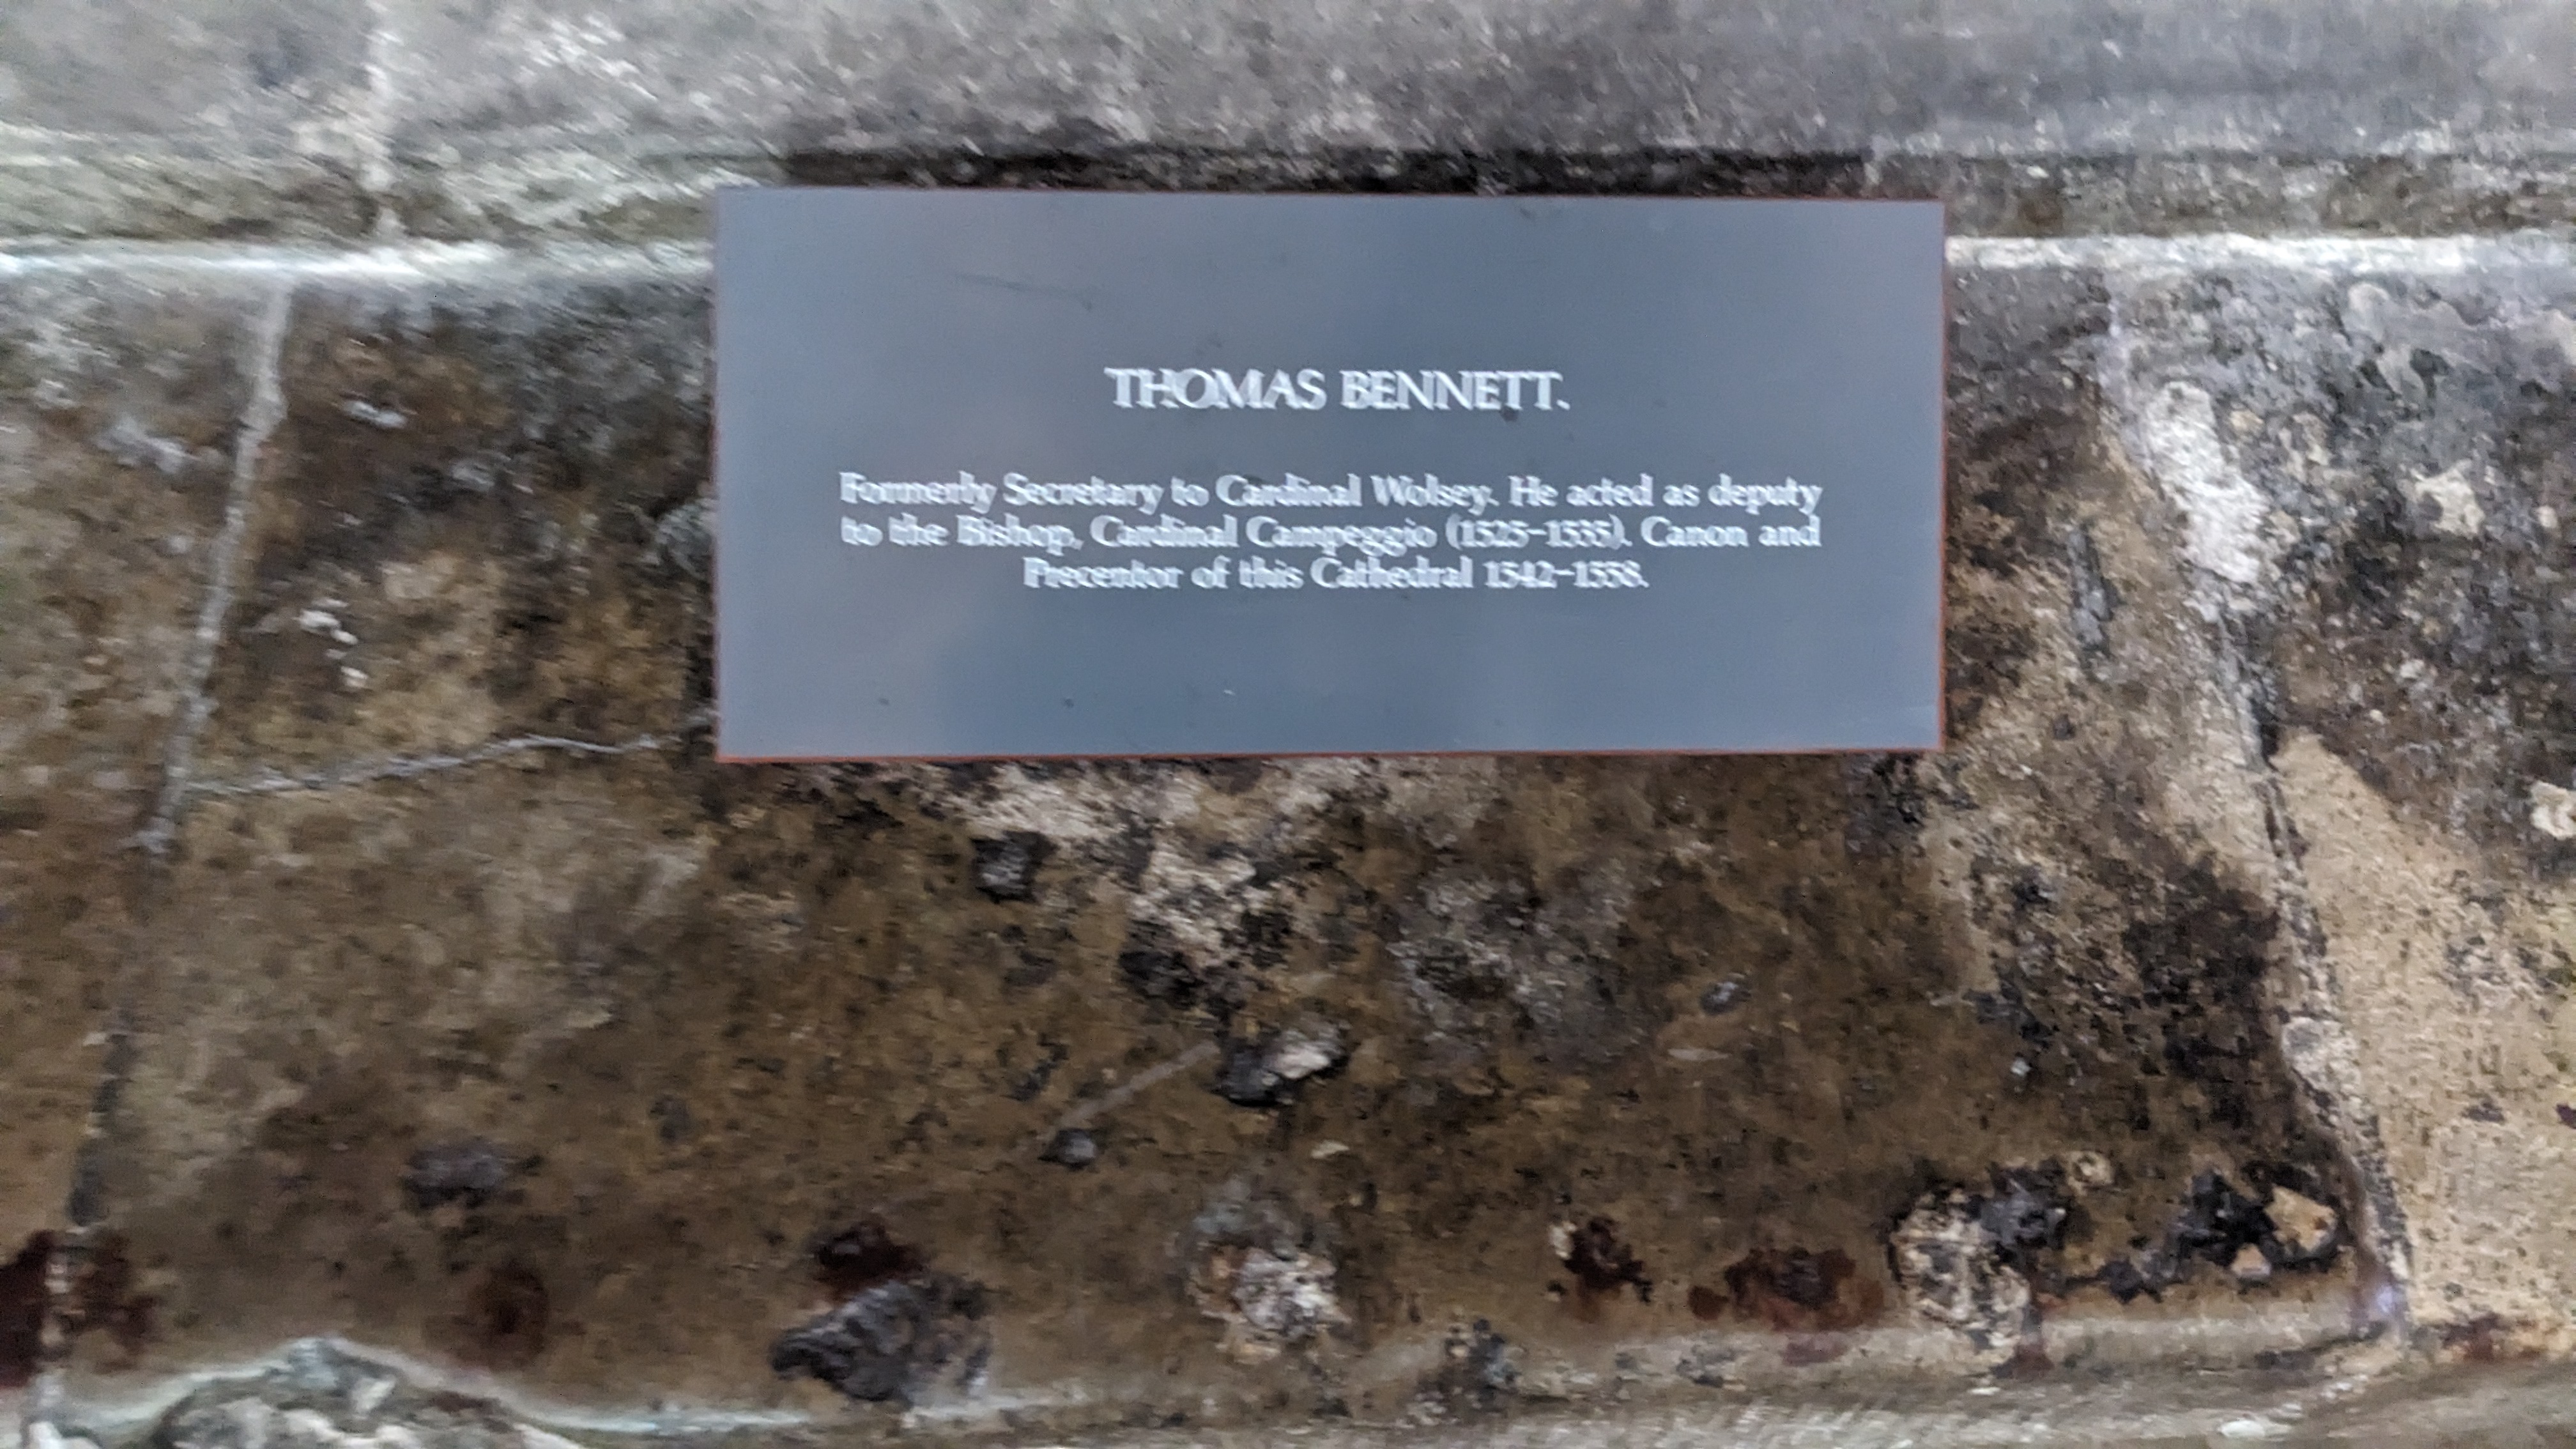 THOMAS BENNETT.
Formerly Secretary to Cardinal Wolsey. He acted as deputy
to the Bishop, Cardinal Campeggio (1525-1535). Canon and
Precentor of this Cathedral 1542-1558.